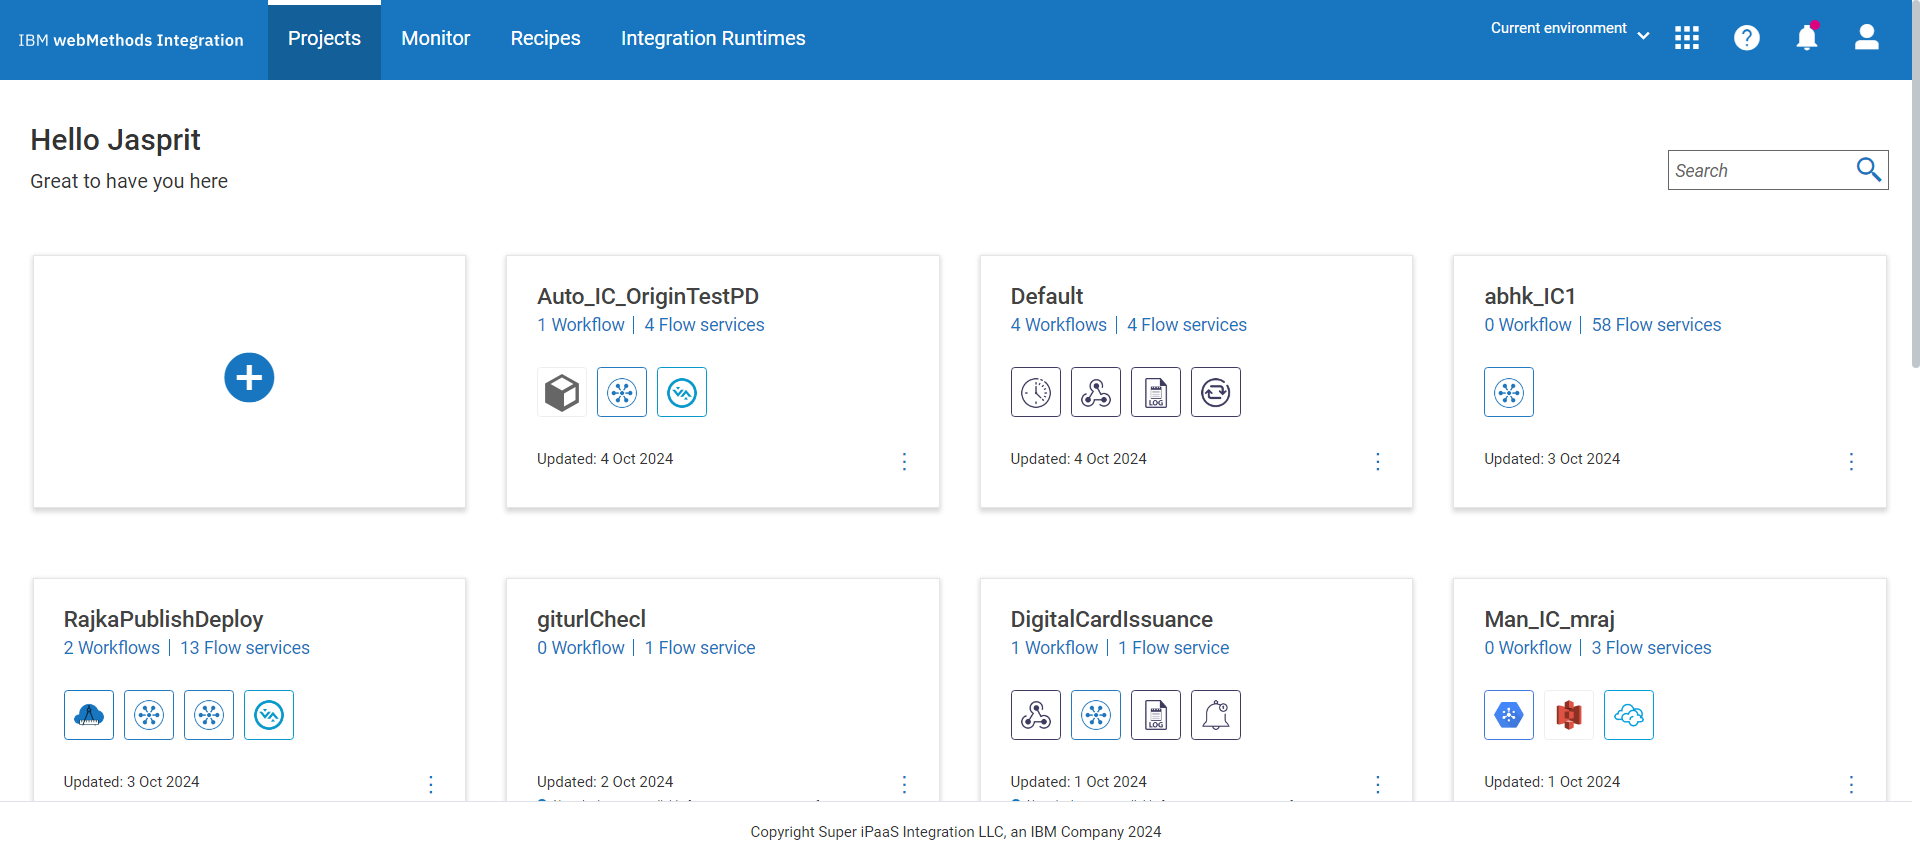 IBM webMethods Integration
Projects
Monitor
Recipes
Integration Runtimes
Current environment
Hello Jasprit
Great to have you here
Search
Auto_IC_OriginTestPD
1 Workflow | 4 Flow services
Updated: 4 Oct 2024
Default
4 Workflows | 4 Flow services
LOG
Updated: 4 Oct 2024
abhk_IC1
0 Workflow | 58 Flow services
Updated: 3 Oct 2024
RajkaPublishDeploy
2 Workflows | 13 Flow services
Updated: 3 Oct 2024
giturlChecl
0 Workflow | 1 Flow service
Updated: 2 Oct 2024
DigitalCardIssuance
1 Workflow | 1 Flow service
LOG
Updated: 1 Oct 2024
Man_IC_mraj
0 Workflow | 3 Flow services
Updated: 1 Oct 2024
Copyright Super iPaaS Integration LLC, an IBM Company 2024